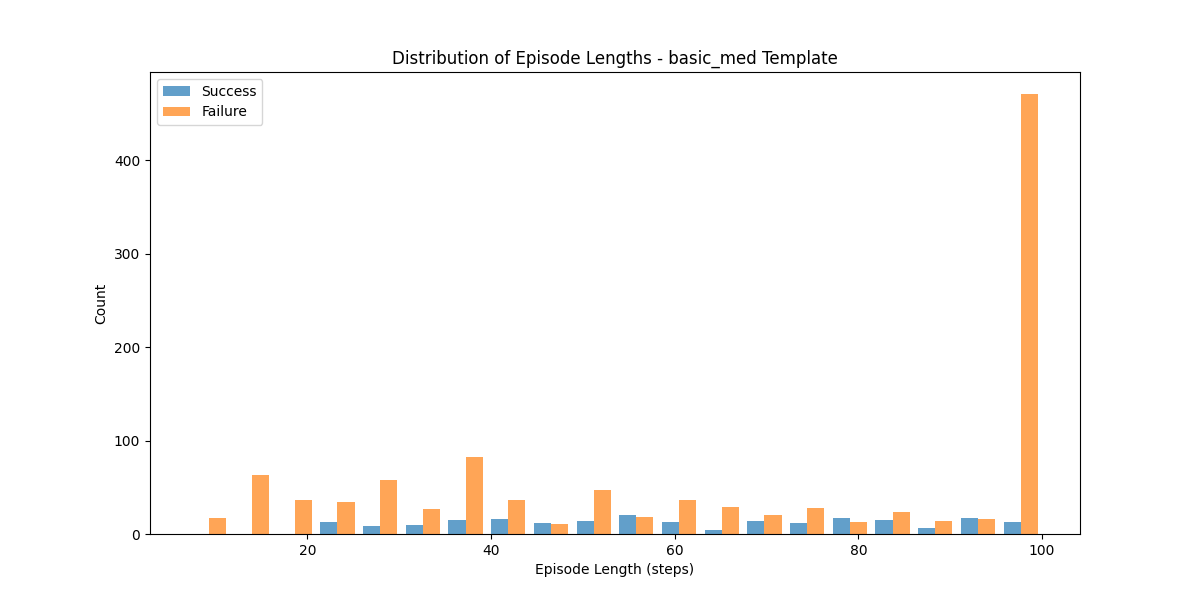 Distribution of Episode Lengths - basic_med Template
Success
Failure
400
300
200
100
0
Count
20 40 60 80 100
Episode Length (steps)